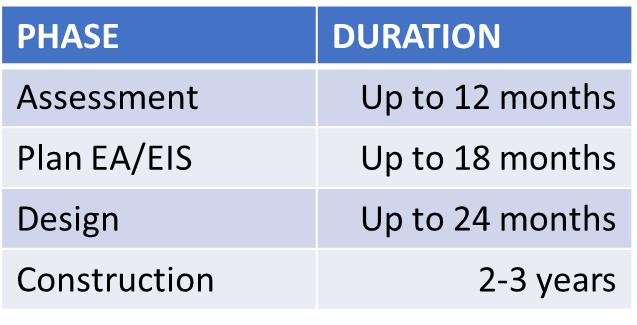 PHASE DURATION
Assessment Up to 12 months
Plan EA/EIS Up to 18 months
Design Up to 24 months
Construction 2-3 years